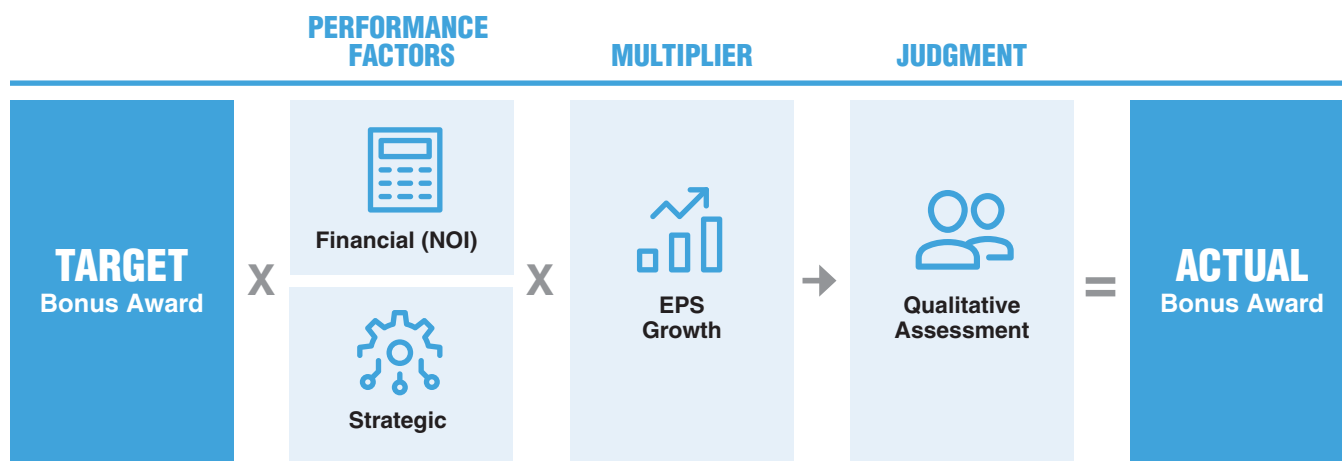 PERFORMANCE
FACTORS
MULTIPLIER
JUDGMENT
TARGET
Bonus Award
X
Financial (NOI)
Strategic
X
EPS
Growth
Qualitative
Assessment
=
ACTUAL
Bonus Award